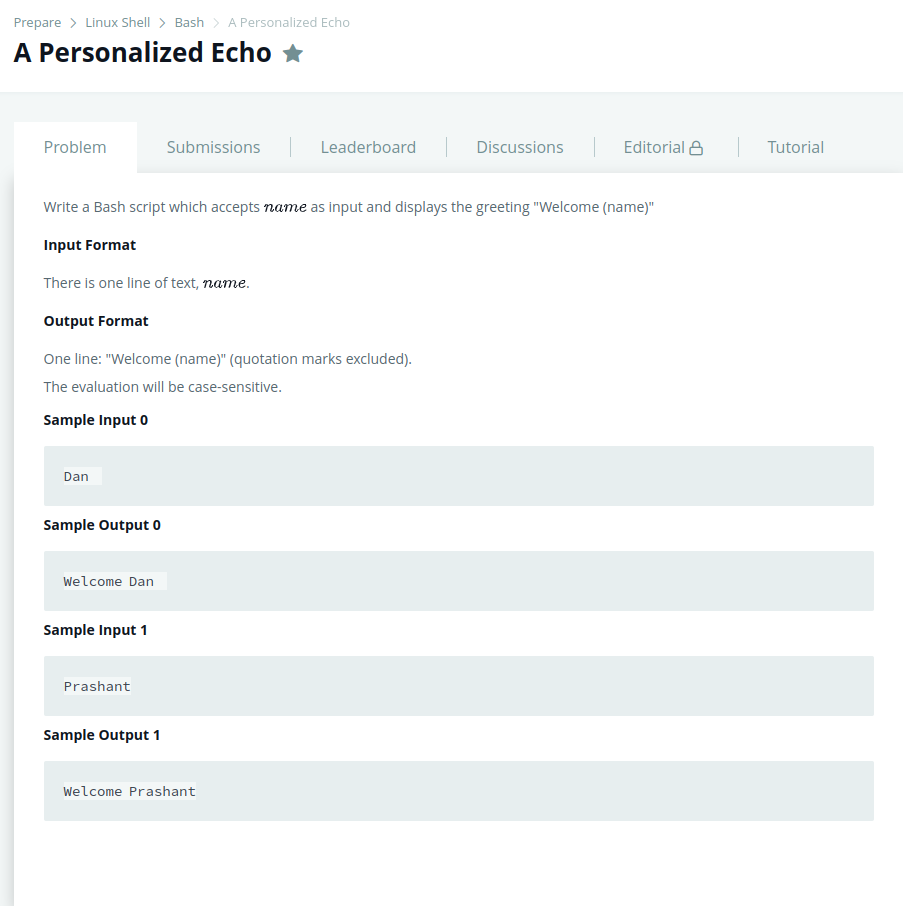 Prepare > Linux Shell > Bash > A Personalized Echo
A Personalized Echo
Problem Submissions Leaderboard Discussions Editorial Tutorial
Write a Bash script which accepts name as input and displays the greeting "Welcome (name)"
Input Format
There is one line of text, name.
Output Format
One line: "Welcome (name)" (quotation marks excluded).
The evaluation will be case-sensitive.
Sample Input 0
Dan
Sample Output 0
Welcome Dan
Sample Input 1
Prashant
Sample Output 1
Welcome Prashant